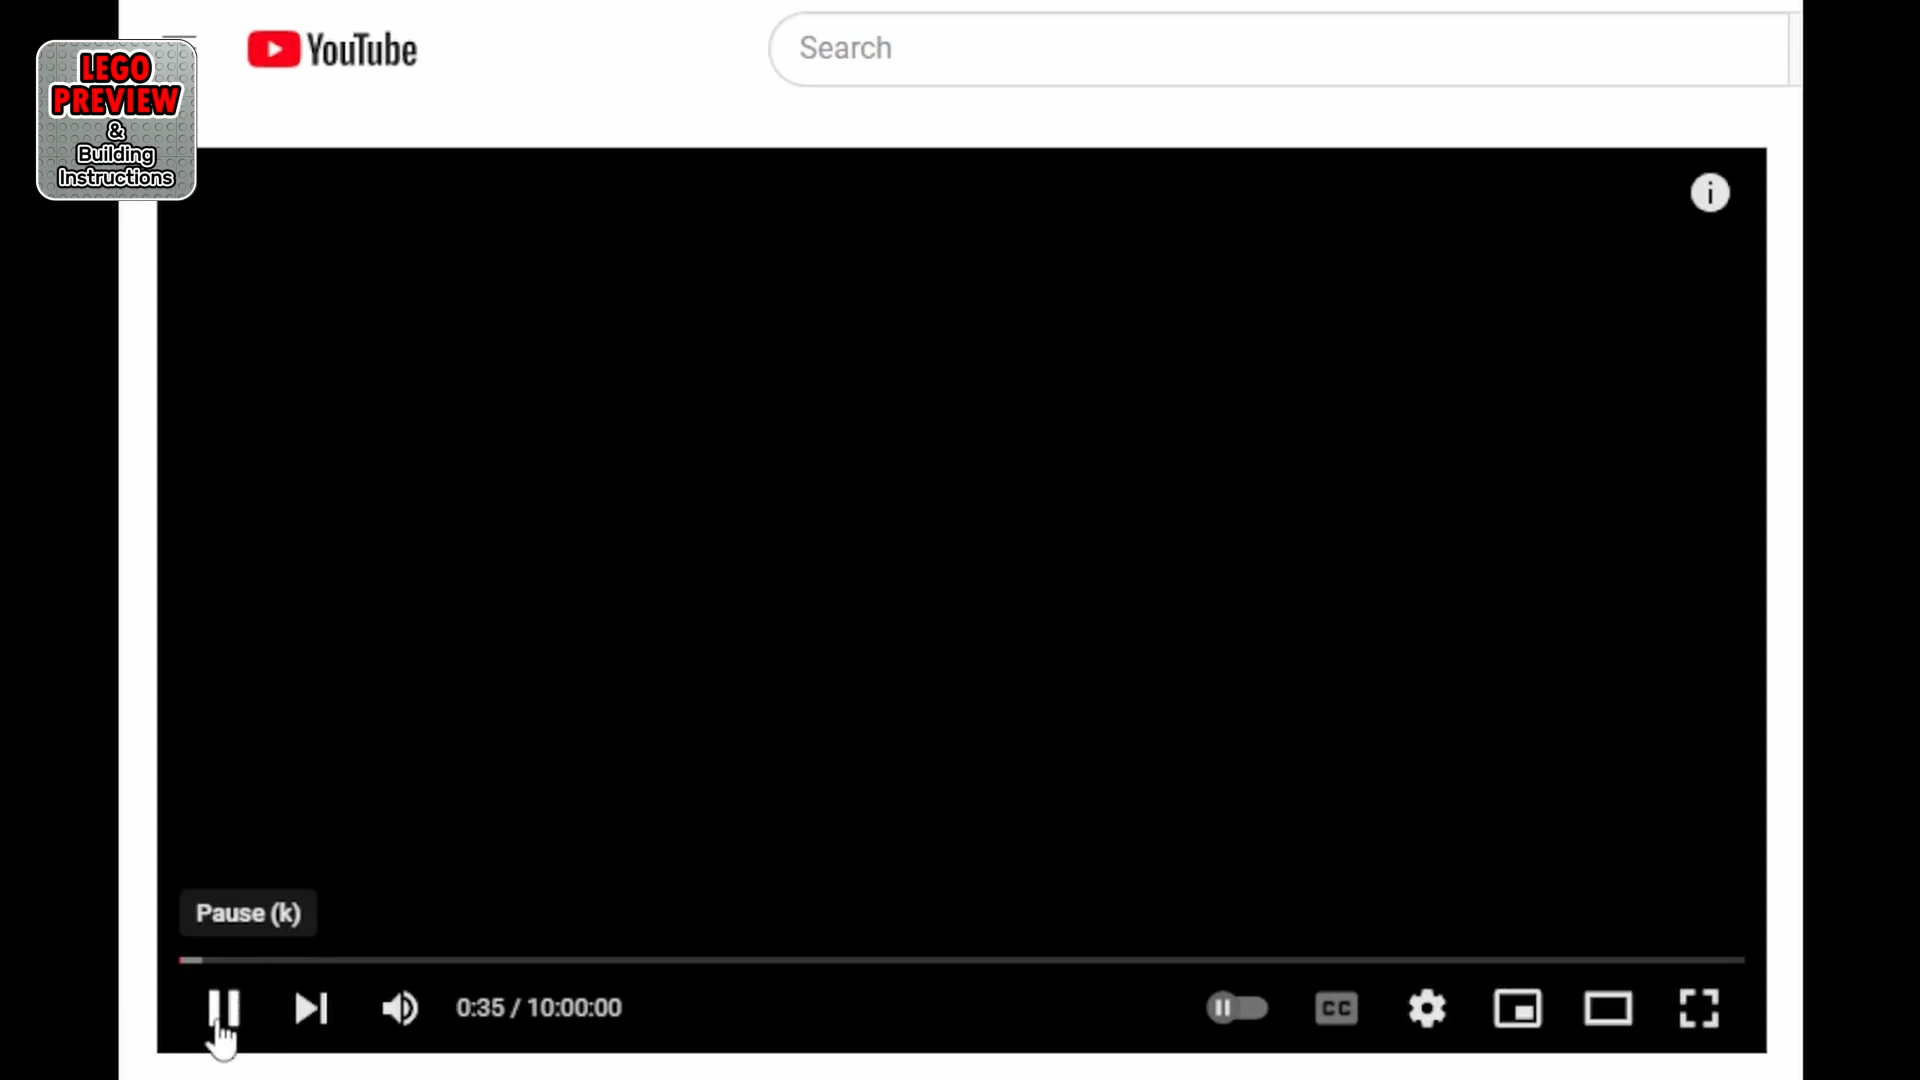 LEGO
PREVIEW
&
Building
Instructions
YouTube
Search
i
Pause (k)
0:35 / 10:00:00
CC